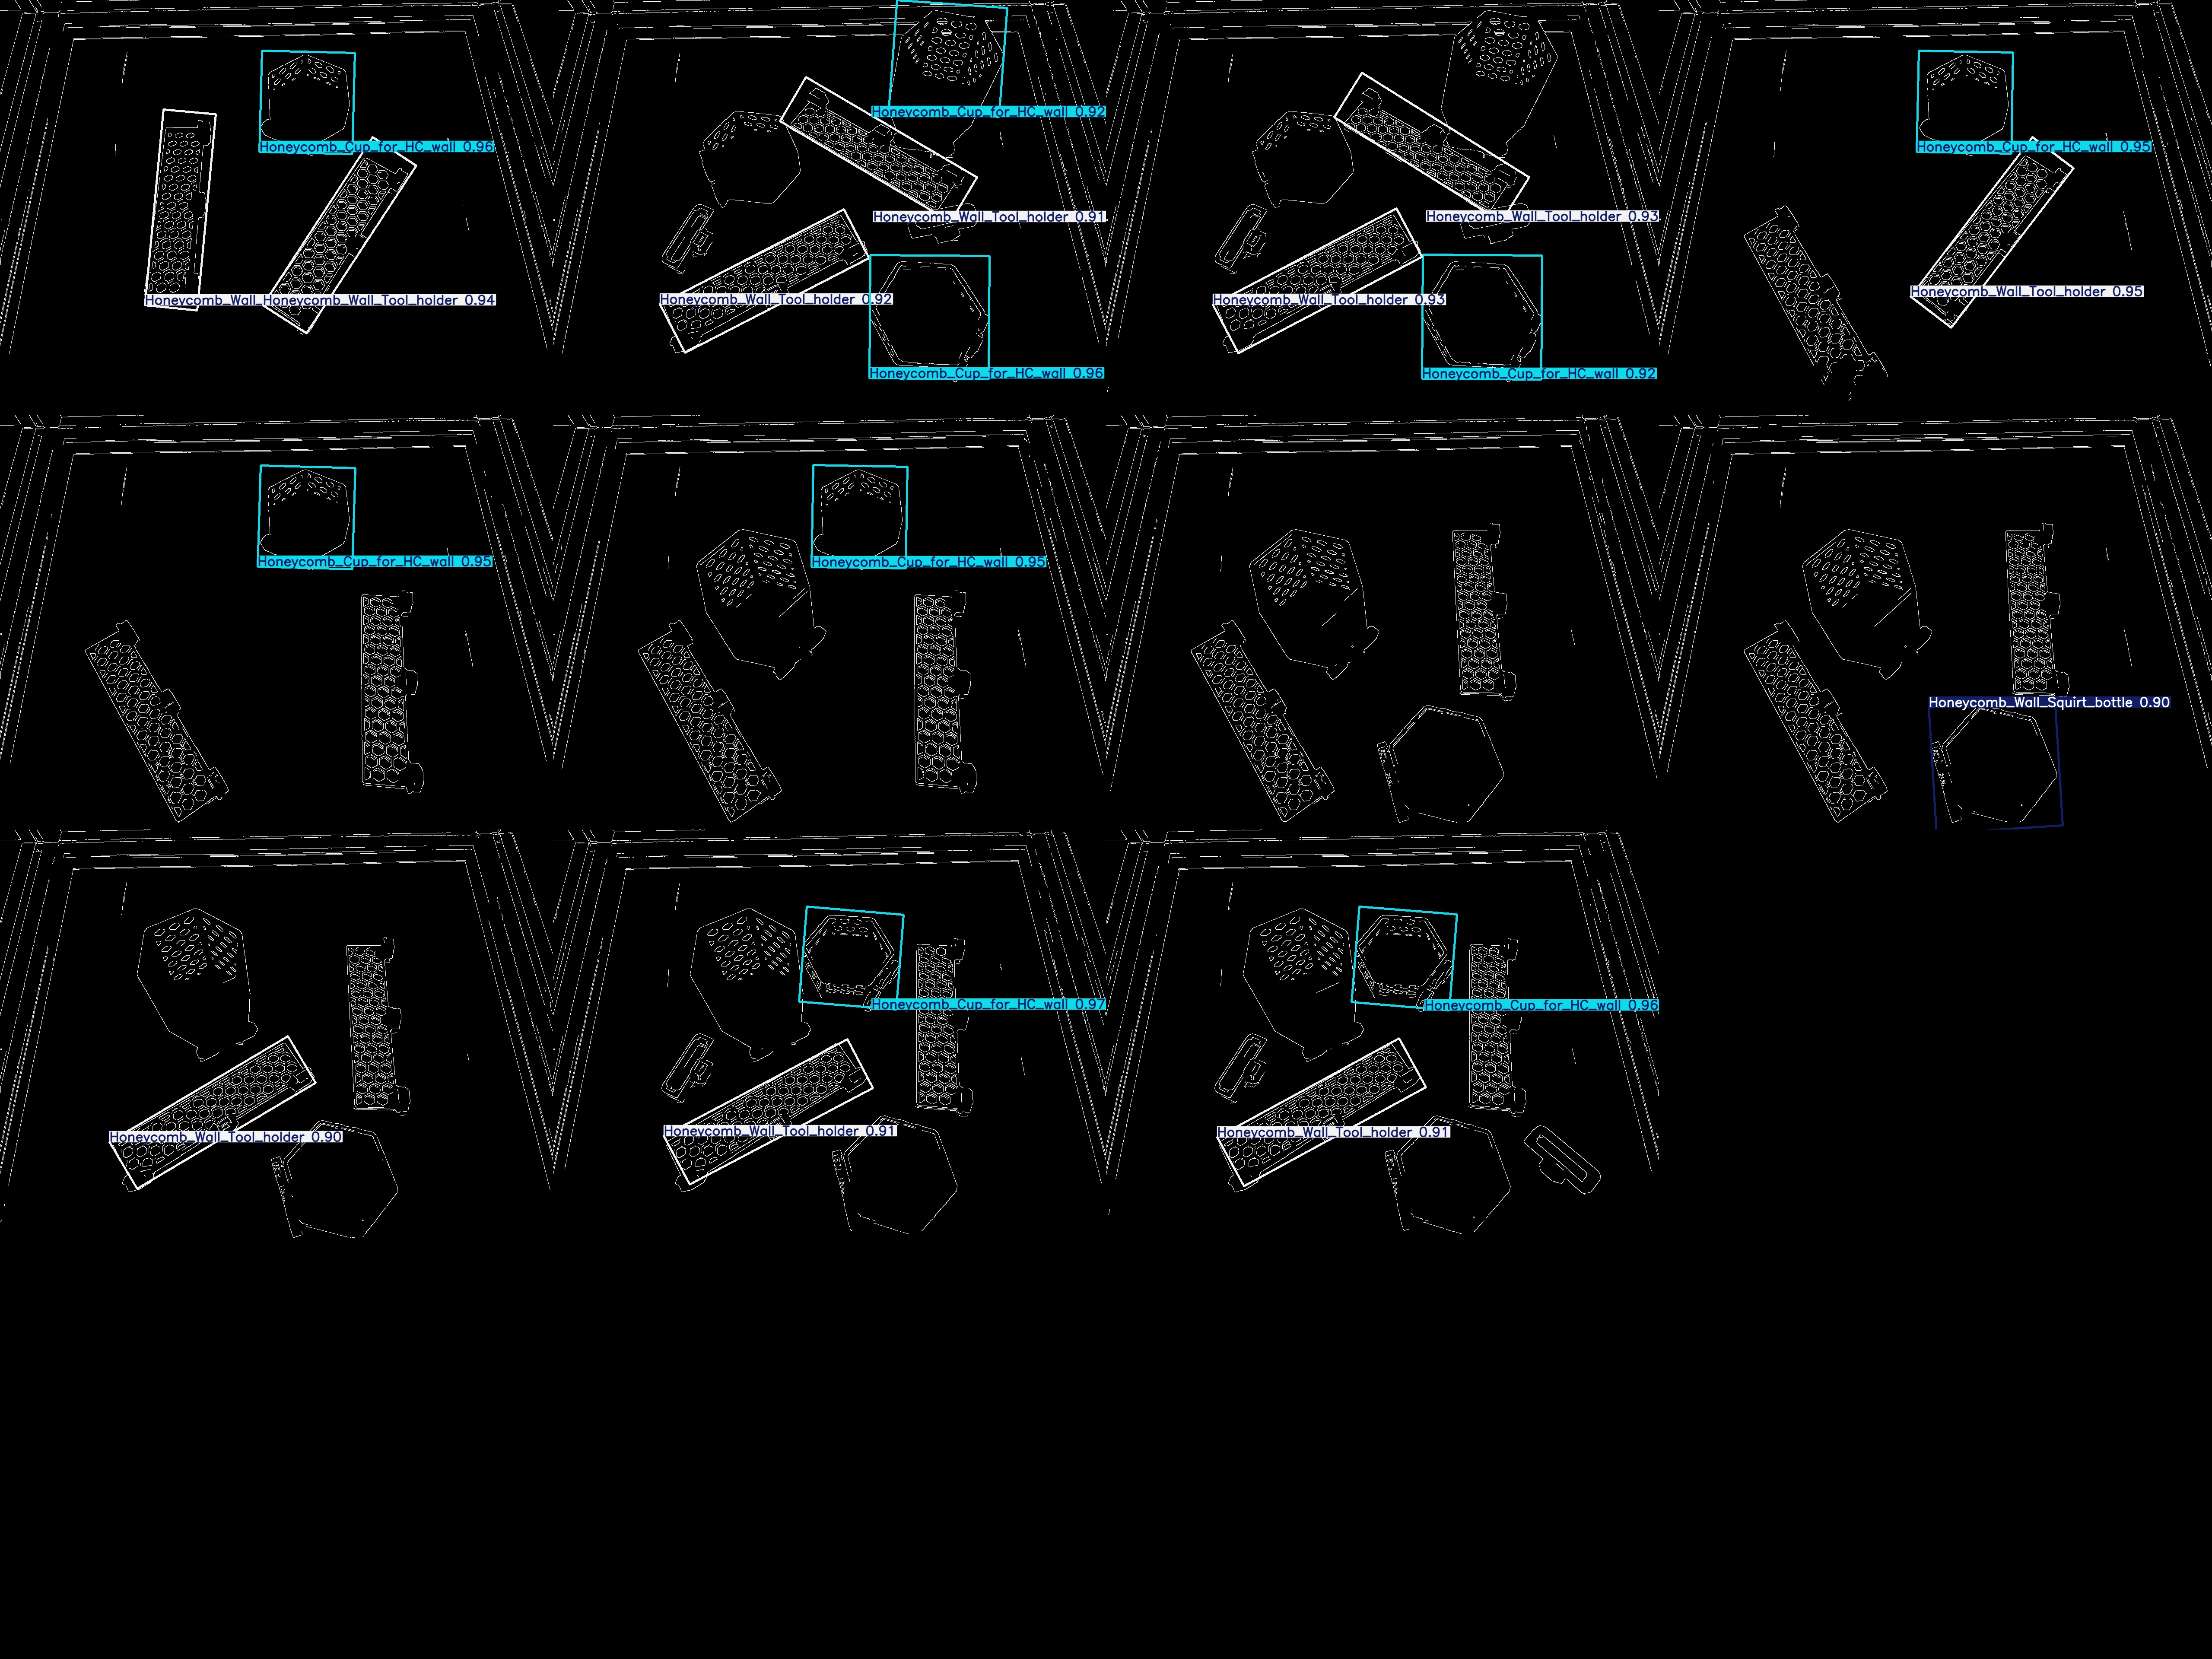 Honeycomb_Cup_for_HC_wall 0.96
Honeycomb_Wall_Honeycomb_Wall_Tool_holder 0.94
Honeycomb_Cup_for_HC_wall 0.92
Honeycomb_Wall_Tool_holder 0.91
Honeycomb_Wall_Tool_holder 0.92
Honeycomb_Cup_for_HC_wall 0.96
Honeycomb_Wall_Tool_holder 0.93
Honeycomb_Wall_Tool_holder 0.93
Honeycomb_Cup_for_HC_wall 0.92
Honeycomb_Cup_for_HC_wall 0.95
Honeycomb_Wall_Tool_holder 0.95
Honeycomb_Cup_for_HC_wall 0.95
Honeycomb_Cup_for_HC_wall 0.95
Honeycomb_Wall_Squirt_bottle 0.90
Honeycomb_Wall_Tool_holder 0.90
Honeycomb_Cup_for_HC_wall 0.97
Honeycomb_Wall_Tool_holder 0.91
Honeycomb_Cup_for_HC_wall 0.96
Honeycomb_Wall_Tool_holder 0.91